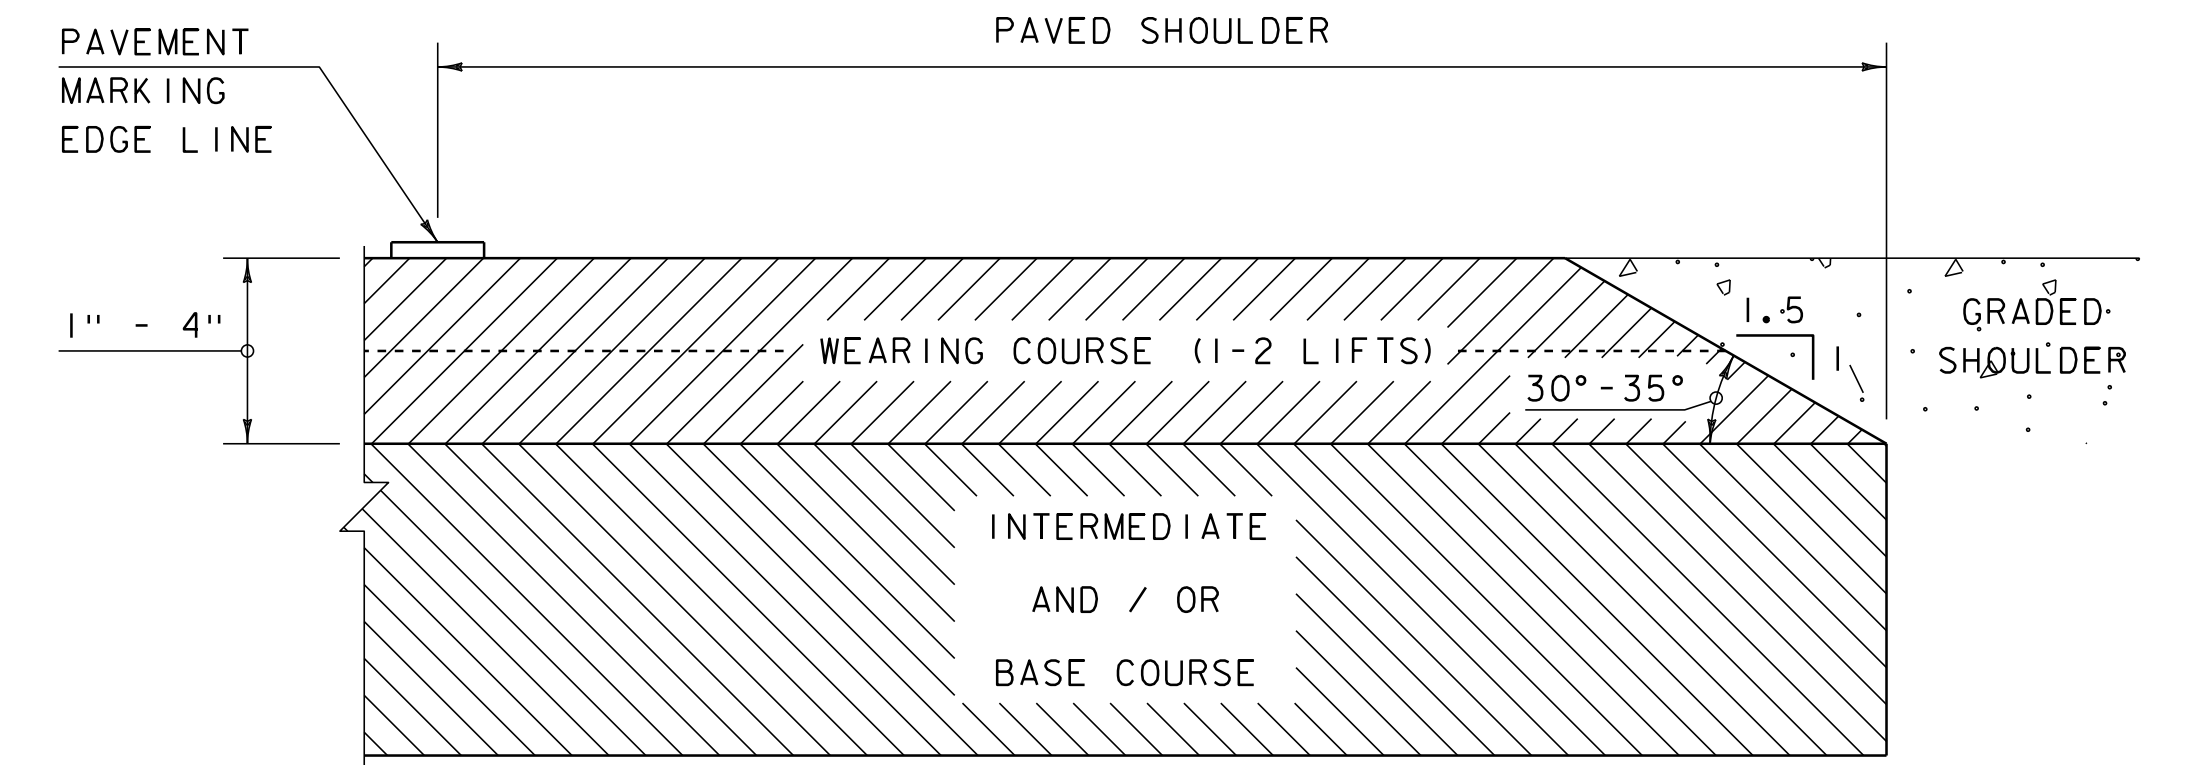 PAVED SHOULDER
PAVEMENT
MARKING
EDGE LINE
1" - 4"
WEARING COURSE (1-2 LIFTS)
30°-35°
1.5
1
GRADED
SHOULDER
INTERMEDIATE
AND / OR
BASE COURSE